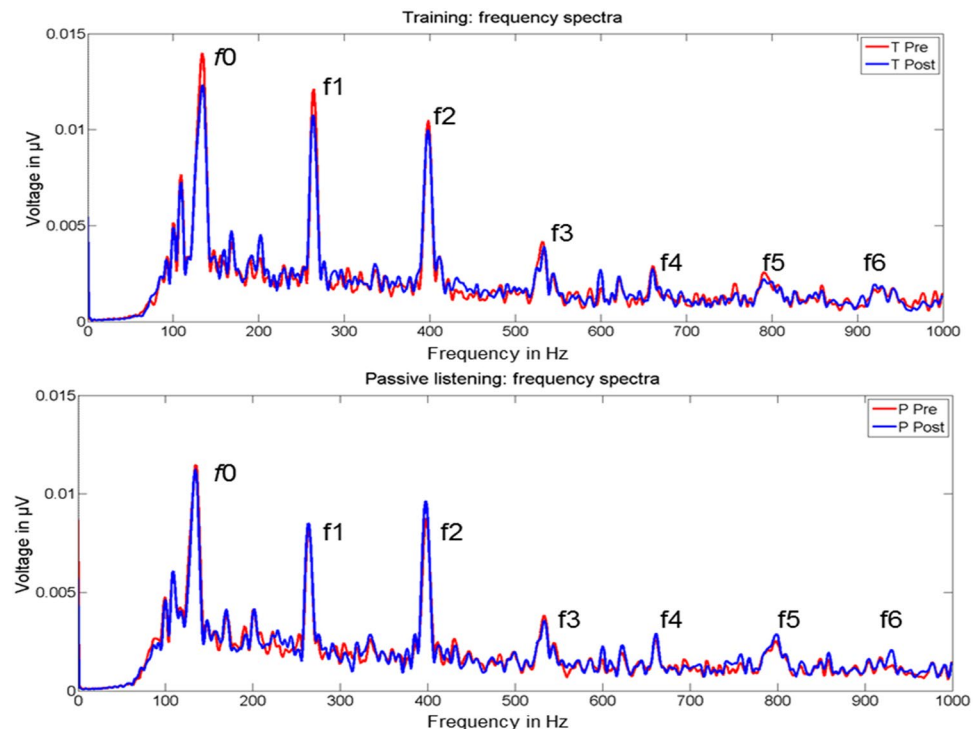 Training: frequency spectra
0.015
0.01
0.005
0
Voltage in µV
f0
f1
f2
f3
f4
f5
f6
T Pre
T Post
0 100 200 300 400 500 600 700 800 900 1000
Frequency in Hz
Passive listening: frequency spectra
0.015
0.01
0.005
0
Voltage in µV
f0
f1
f2
f3
f4
f5
f6
P Pre
P Post
0 100 200 300 400 500 600 700 800 900 1000
Frequency in Hz